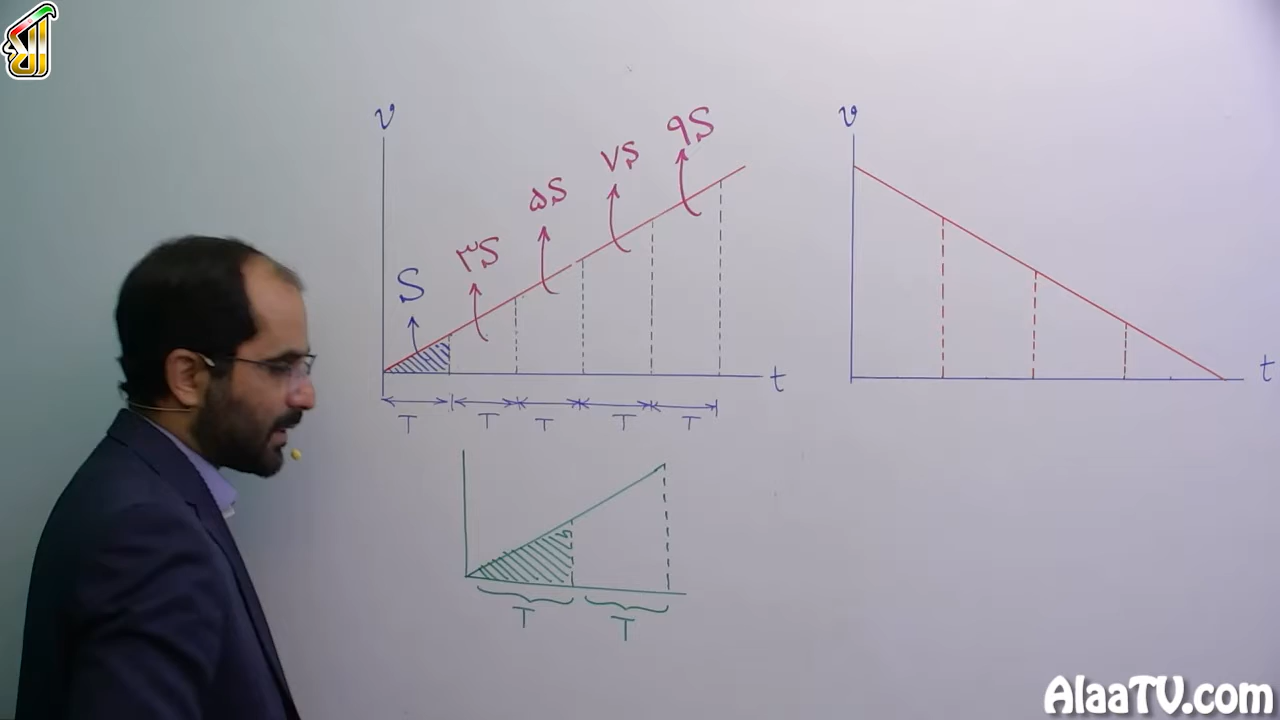 v
S
۳S
۵S
۷S
۹S
t
T T T T T
v
t
T T
AlaaTV.com